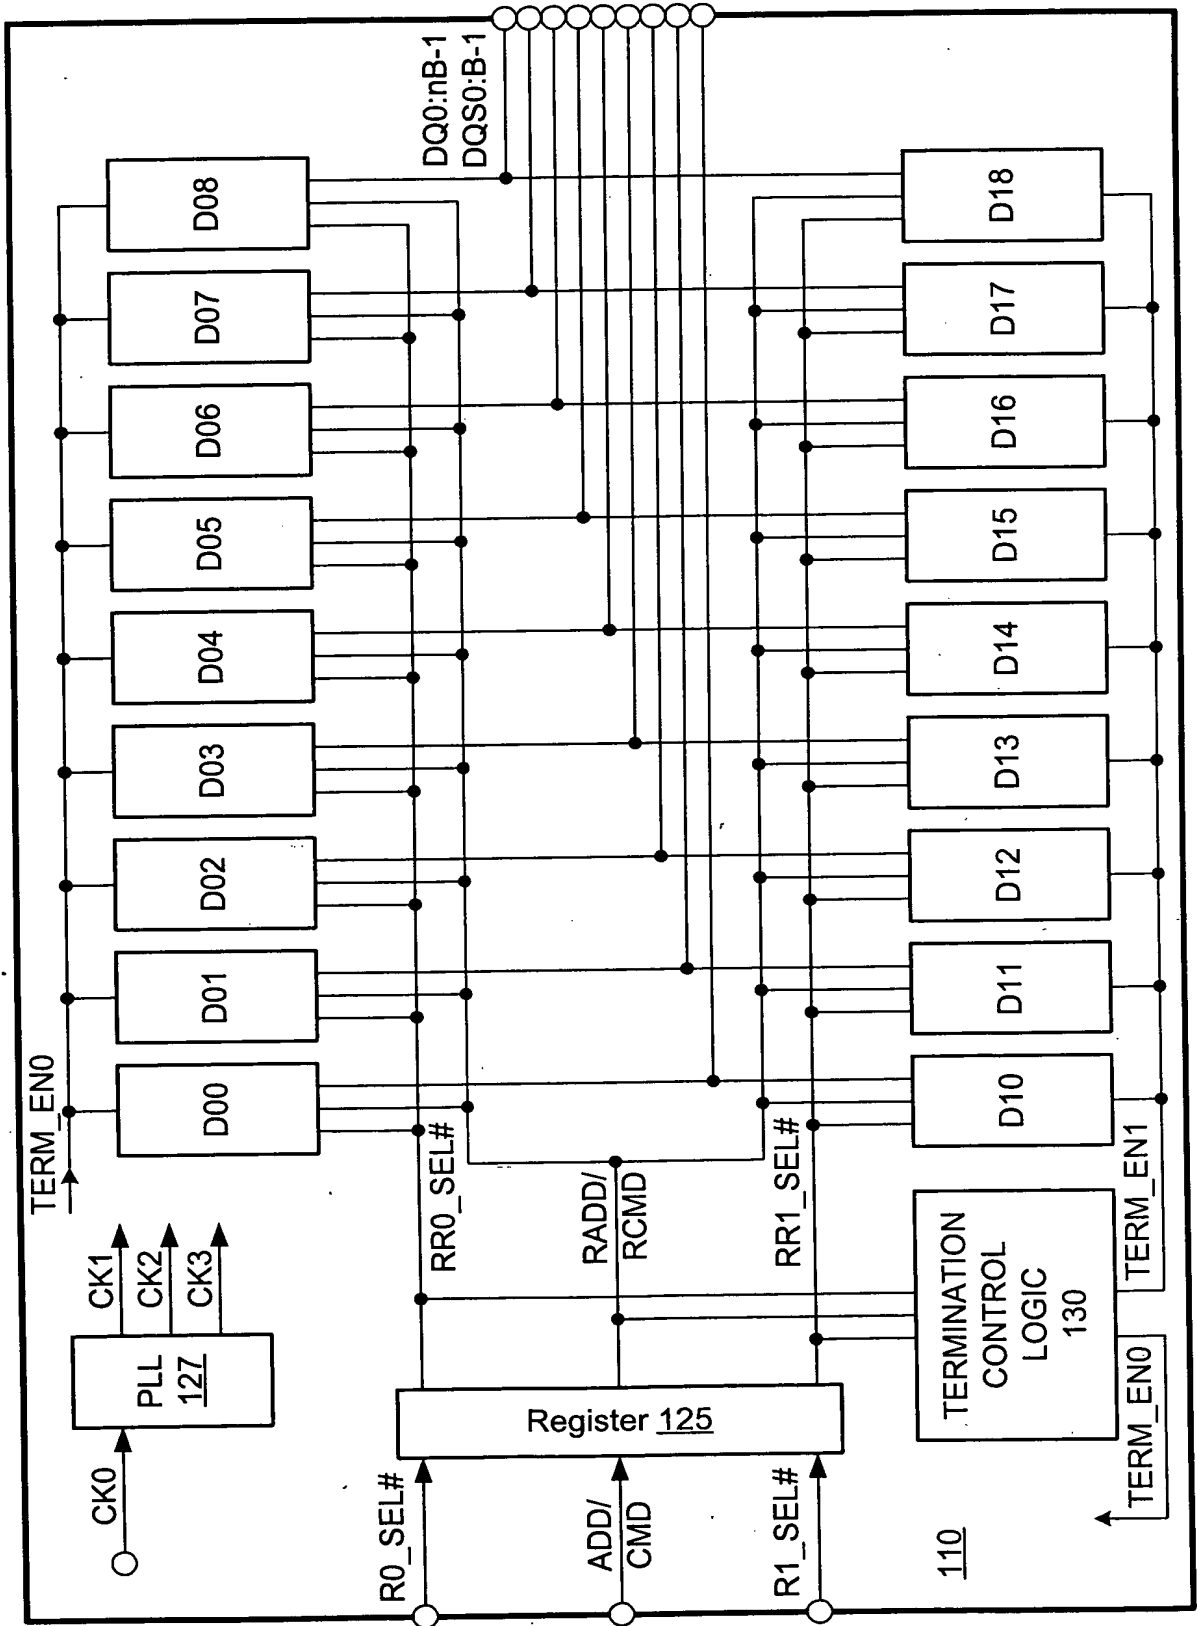 CK0
PLL
127
CK1
CK2
CK3
TERM_EN0
D00
D01
D02
D03
D04
D05
D06
D07
D08
DQ0:nB-1
DQS0:B-1
R0_SEL#
RR0_SEL#
ADD/
CMD
Register 125
RADD/
RCMD
R1_SEL#
RR1_SEL#
D10
D11
D12
D13
D14
D15
D16
D17
D18
TERMINATION
CONTROL
LOGIC
130
TERM_EN1
TERM_EN0
110